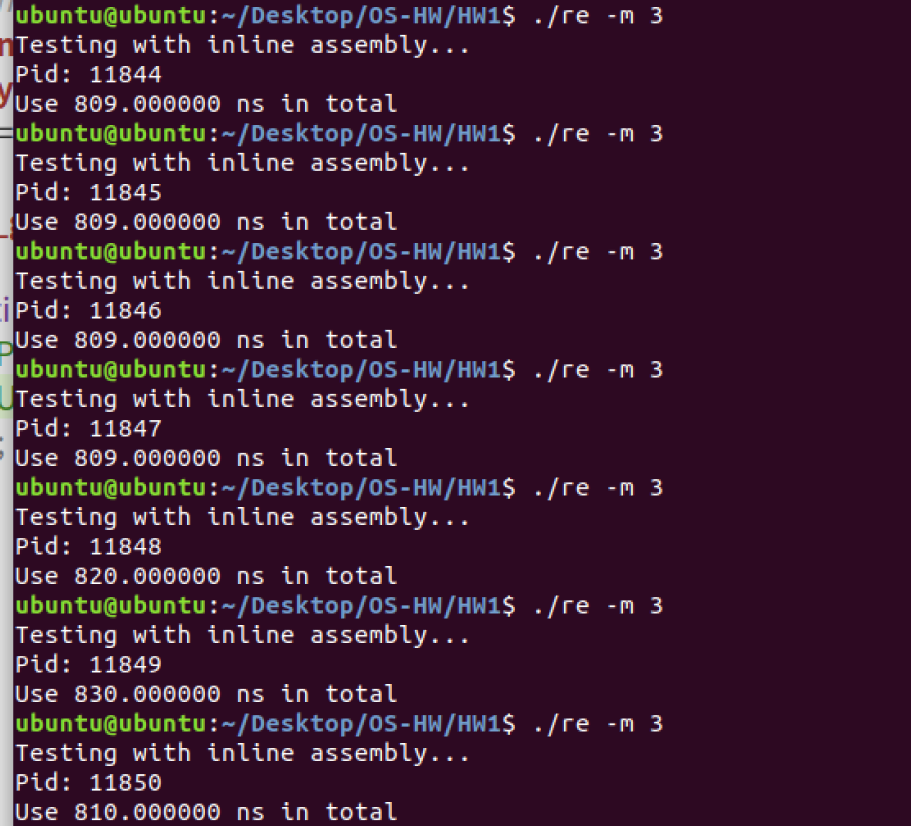 ubuntu@ubuntu:~/Desktop/OS-HW/HW1$ ./re -m 3
Testing with inline assembly...
Pid: 11844
Use 809.000000 ns in total
ubuntu@ubuntu:~/Desktop/OS-HW/HW1$ ./re -m 3
Testing with inline assembly...
Pid: 11845
Use 809.000000 ns in total
ubuntu@ubuntu:~/Desktop/OS-HW/HW1$ ./re -m 3
Testing with inline assembly...
Pid: 11846
Use 809.000000 ns in total
ubuntu@ubuntu:~/Desktop/OS-HW/HW1$ ./re -m 3
Testing with inline assembly...
Pid: 11847
Use 809.000000 ns in total
ubuntu@ubuntu:~/Desktop/OS-HW/HW1$ ./re -m 3
Testing with inline assembly...
Pid: 11848
Use 820.000000 ns in total
ubuntu@ubuntu:~/Desktop/OS-HW/HW1$ ./re -m 3
Testing with inline assembly...
Pid: 11849
Use 830.000000 ns in total
ubuntu@ubuntu:~/Desktop/OS-HW/HW1$ ./re -m 3
Testing with inline assembly...
Pid: 11850
Use 810.000000 ns in total